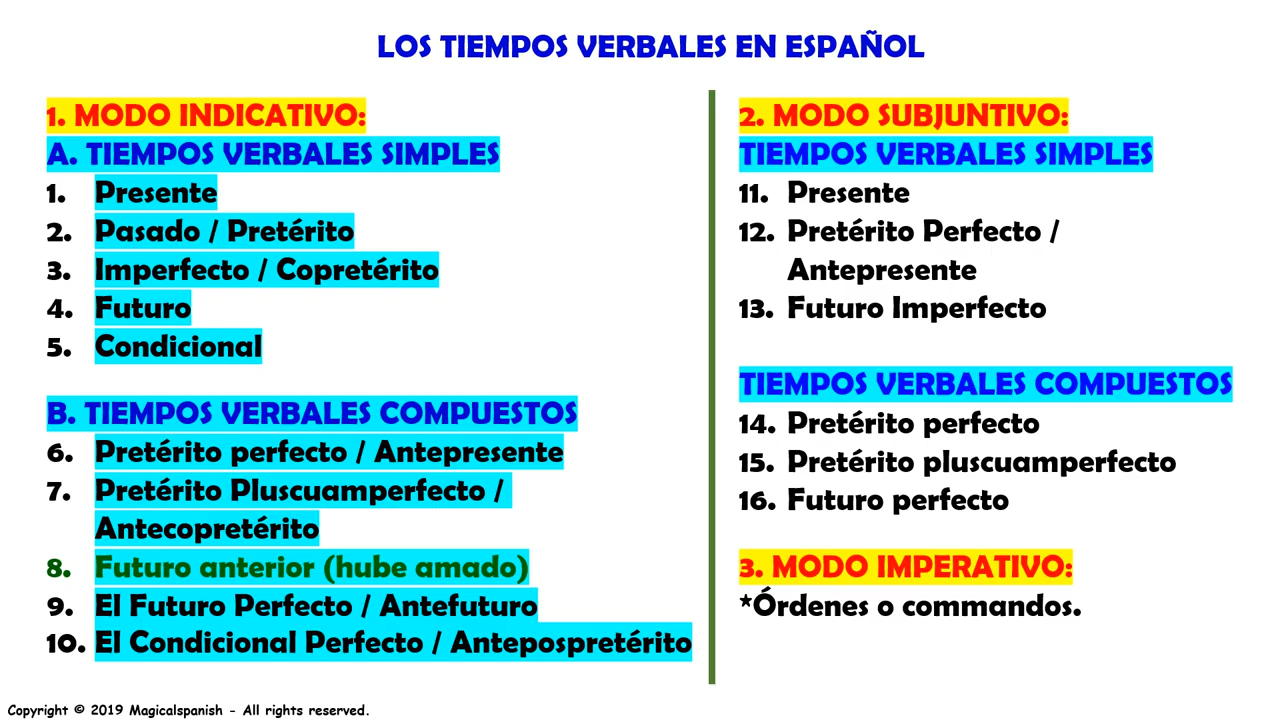 LOS TIEMPOS VERBALES EN ESPAÑOL
1. MODO INDICATIVO:
A. TIEMPOS VERBALES SIMPLES
1. Presente
2. Pasado / Pretérito
3. Imperfecto / Copretérito
4. Futuro
5. Condicional
B. TIEMPOS VERBALES COMPUESTOS
6. Pretérito perfecto / Antepresente
7. Pretérito Pluscuamperfecto /
Antecopretérito
8. Futuro anterior (hube amado)
9. El Futuro Perfecto / Antefuturo
10. El Condicional Perfecto / Antepospretérito
2. MODO SUBJUNTIVO:
TIEMPOS VERBALES SIMPLES
11. Presente
12. Pretérito Perfecto /
Antepresente
13. Futuro Imperfecto
TIEMPOS VERBALES COMPUESTOS
14. Pretérito perfecto
15. Pretérito pluscuamperfecto
16. Futuro perfecto
3. MODO IMPERATIVO:
*Órdenes o commandos.
Copyright © 2019 Magicalspanish - All rights reserved.